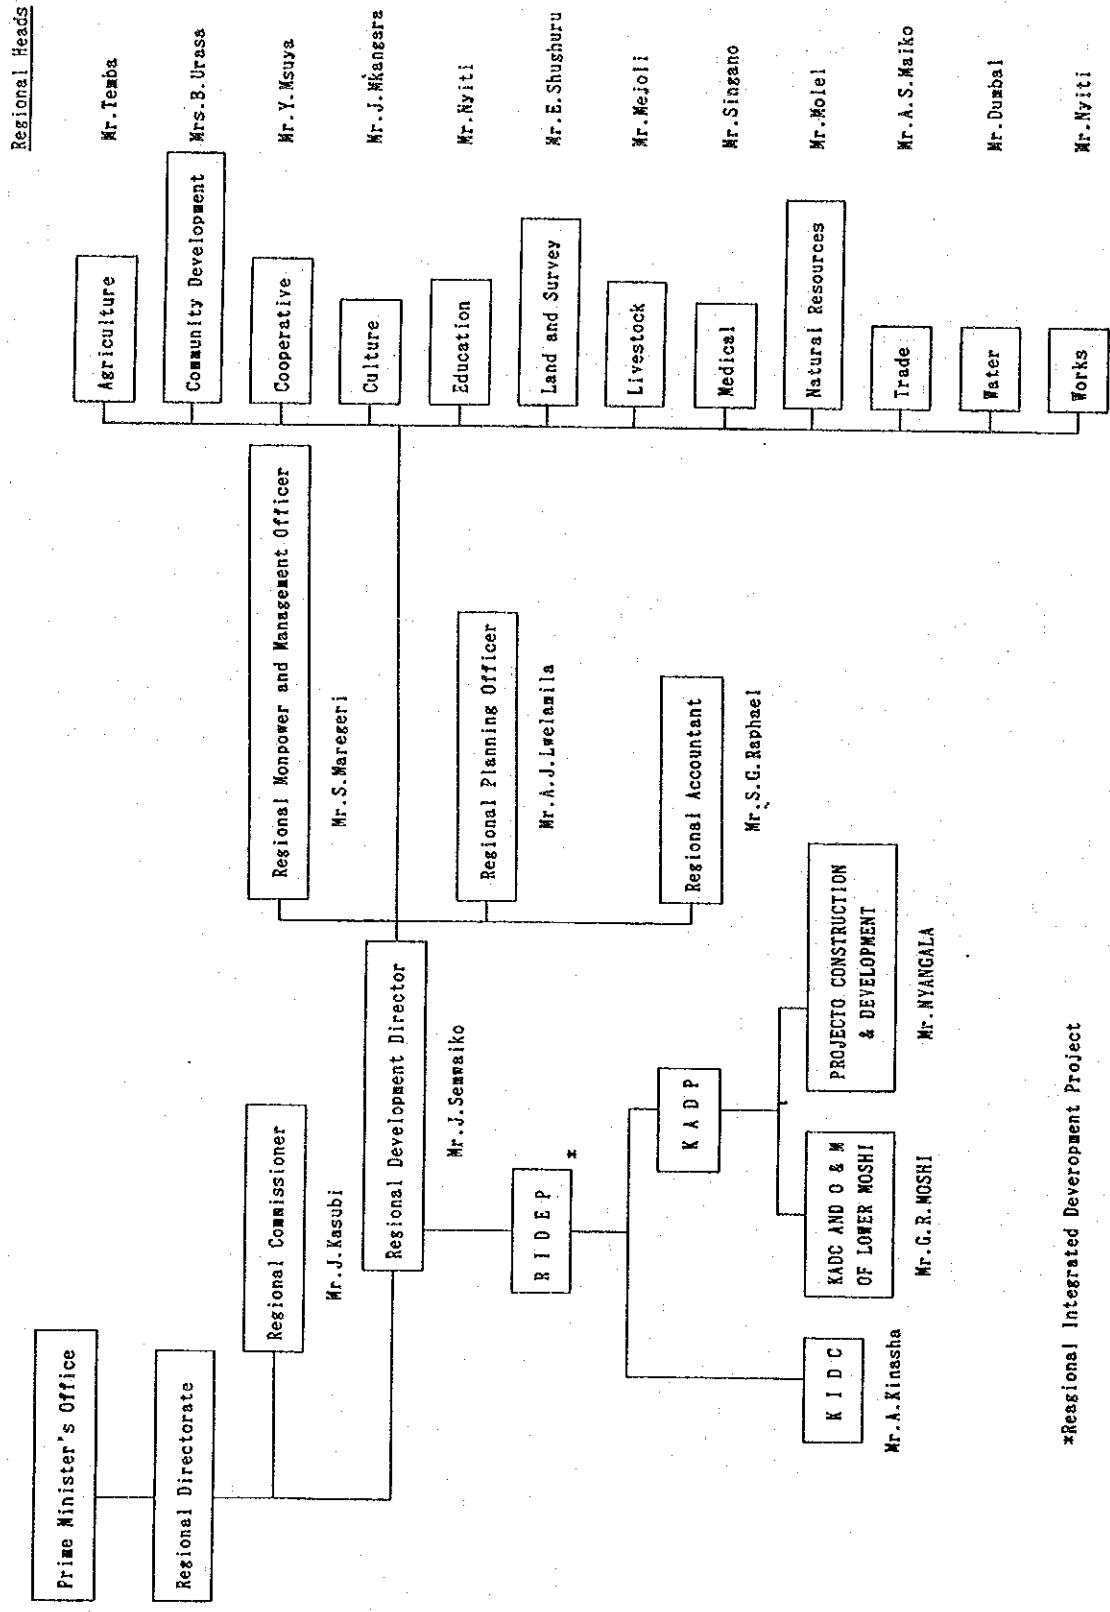 Regional Heads
Prime Minister's Office
Regional Directorate
Regional Commissioner
Mr.J.Kasubi
Regional Development Director
Mr.J.Semwaiko
Regional Monpower and Management Officer
Mr.S.Maregeri
Regional Planning Officer
Mr.A.J.Lwelamila
Regional Accountant
Mr.S.G.Raphael
Agriculture
Mr.Temba
Community Development
Mrs.B.Urasa
Cooperative
Mr.Y.Msuya
Culture
Mr.J.Mkangara
Education
Mr.Nyiti
Land and Survey
Mr.E.Shushuru
Livestock
Mr.Mejoli
Medical
Mr.Singano
Natural Resources
Mr.Molel
Trade
Mr.A.S.Maiko
Water
Mr.Dumbal
Works
Mr.Nyiti
R I D E P
*
K A D P
K I D C
Mr.A.Kinasha
KADC AND O & M
OF LOWER MOSHI
Mr.G.R.MOSHI
PROJECTO CONSTRUCTION
& DEVELOPMENT
Mr.NYANGALA
*Reagional Integrated Deveropment Project